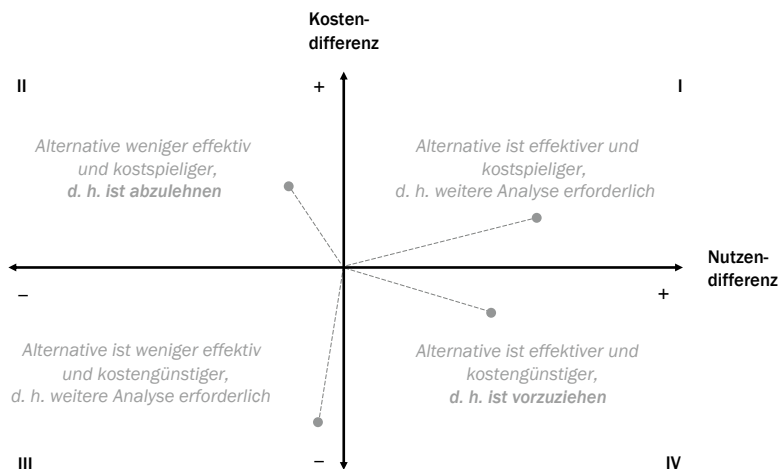 Kosten-
differenz
II
+
I
Alternative weniger effektiv
und kostspieliger,
d. h. ist abzulehnen
Alternative ist effektiver und
kostspieliger,
d. h. weitere Analyse erforderlich
Nutzen-
differenz
–
+
Alternative ist weniger effektiv
und kostengünstiger,
d. h. weitere Analyse erforderlich
Alternative ist effektiver und
kostengünstiger,
d. h. ist vorzuziehen
III
–
IV